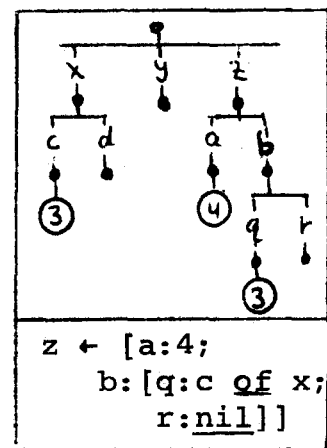 x y z
c d a b
3 4 q r
3
z ← [a:4;
b:[q:c of x;
r:nil]]